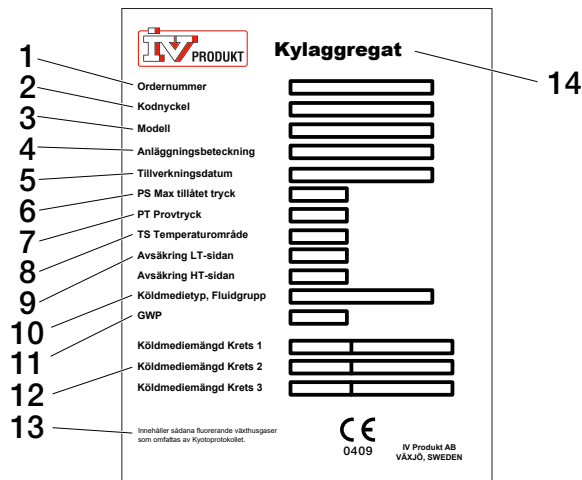 IV PRODUKT
Kylaggregat
1
2
3
4
5
6
7
8
9
10
11
12
13
14
Ordernummer
Kodnyckel
Modell
Anläggningsbeteckning
Tillverkningsdatum
PS Max tillåtet tryck
PT Provtryck
TS Temperaturområde
Avsäkring LT-sidan
Avsäkring HT-sidan
Köldmedietyp, Fluidgrupp
GWP
Köldmediemängd Krets 1
Köldmediemängd Krets 2
Köldmediemängd Krets 3
Innehåller sådana fluorerande växthusgaser
som omfattas av Kyotoprotokollet.
CE
0409
IV Produkt AB
VÄXJÖ, SWEDEN